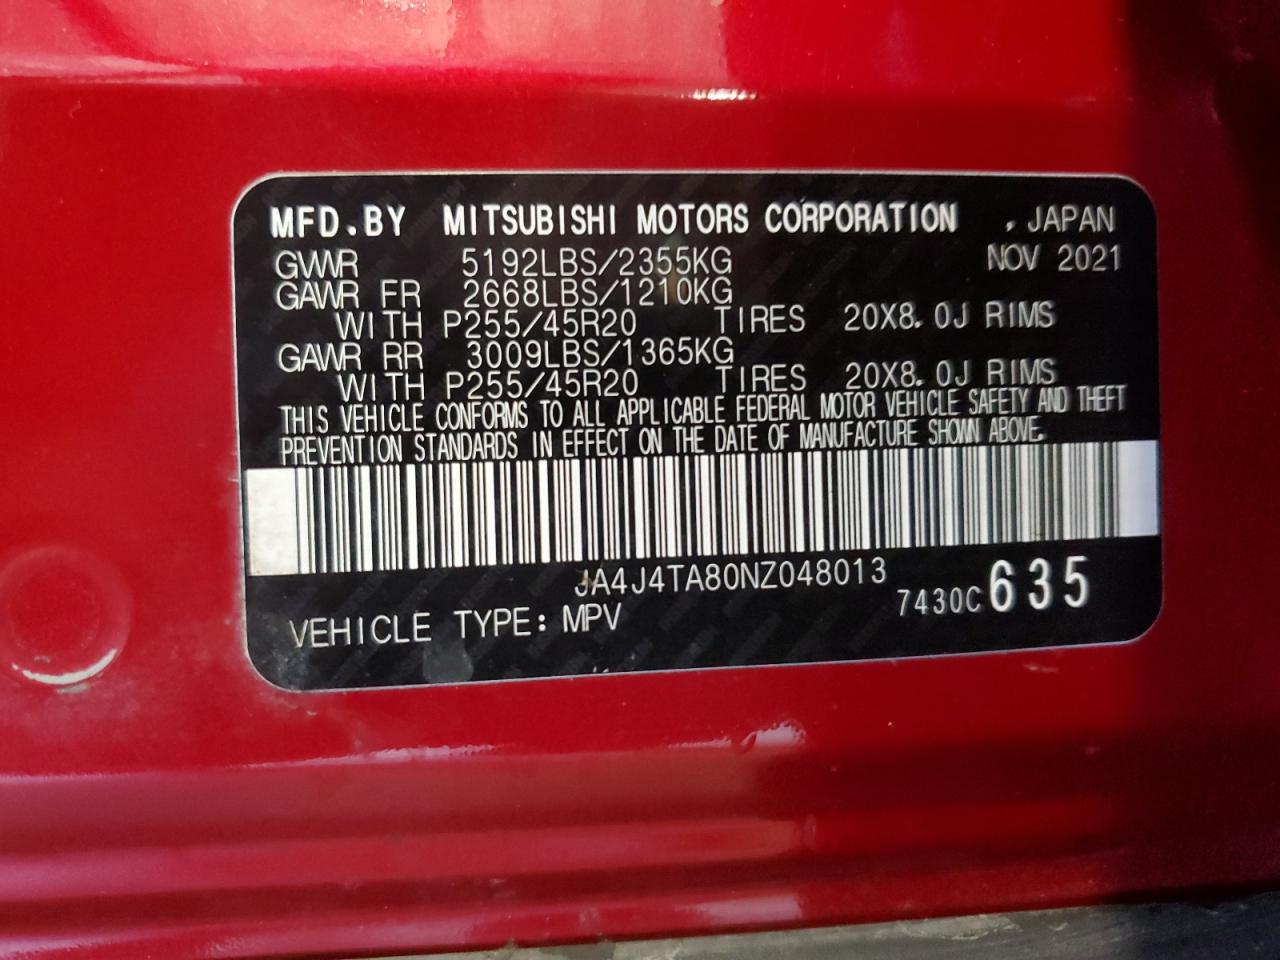 MFD.BY MITSUBISHI MOTORS CORPORATION , JAPAN
GVWR 5192LBS/2355KG NOV 2021
GAWR FR 2668LBS/1210KG
WITH P255/45R20 TIRES 20X8.0J RIMS
GAWR RR 3009LBS/1365KG
WITH P255/45R20 TIRES 20X8.0J RIMS
THIS VEHICLE CONFORMS TO ALL APPLICABLE FEDERAL MOTOR VEHICLE SAFETY AND THEFT
PREVENTION STANDARDS IN EFFECT ON THE DATE OF MANUFACTURE SHOWN ABOVE.
JA4J4TA80NZ048013
VEHICLE TYPE: MPV 7430C 635